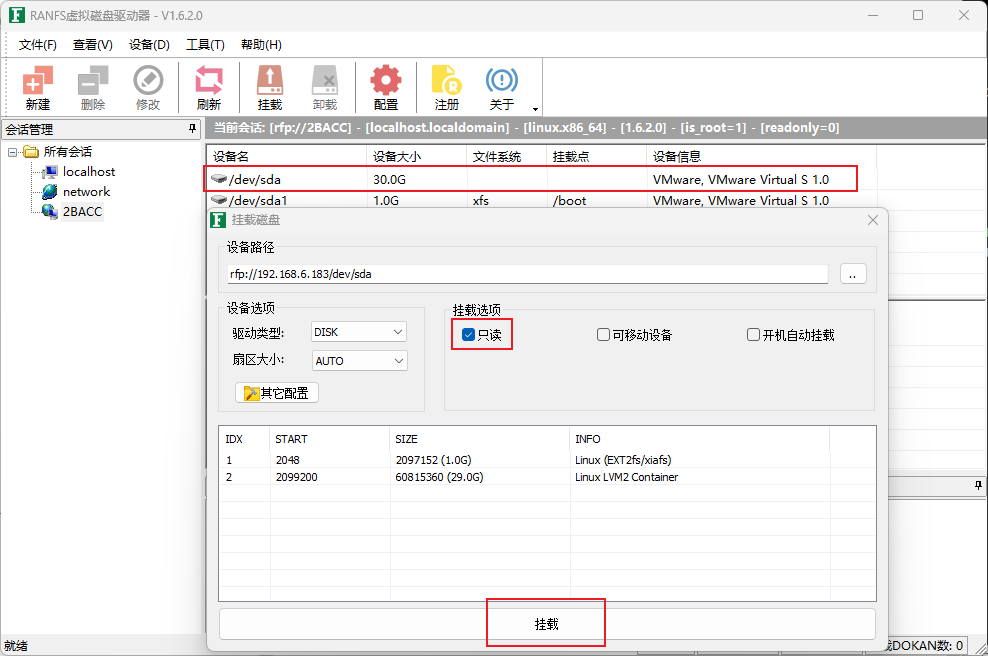 RANFS虚拟磁盘驱动器 - V1.6.2.0
文件(F) 查看(V) 设备(D) 工具(T) 帮助(H)
新建 删除 修改 刷新 挂载 卸载 配置 注册 关于
会话管理
当前会话: [rfp://2BACC] - [localhost.localdomain] - [linux.x86_64] - [1.6.2.0] - [is_root=1] - [readonly=0]
所有会话
localhost
network
2BACC
设备名 设备大小 文件系统 挂载点 设备信息
/dev/sda 30.0G VMware, VMware Virtual S 1.0
/dev/sda1 1.0G xfs /boot VMware, VMware Virtual S 1.0
挂载磁盘
设备路径
rfp://192.168.6.183/dev/sda ..
设备选项
驱动类型: DISK
扇区大小: AUTO
其它配置
挂载选项
只读 可移动设备 开机自动挂载
IDX START SIZE INFO
1 2048 2097152 (1.0G) Linux (EXT2fs/xiafs)
2 2099200 60815360 (29.0G) Linux LVM2 Container
挂载
就绪
DOKAN数: 0